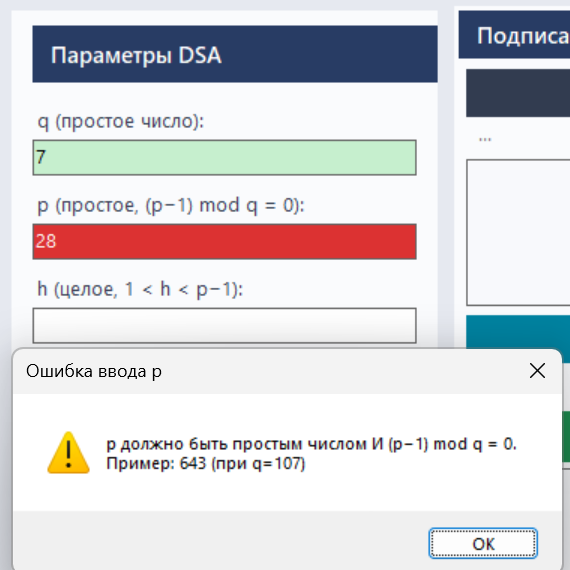 Параметры DSA
q (простое число):
7
p (простое, (p−1) mod q = 0):
28
h (целое, 1 < h < p−1):
Подписа
...
Ошибка ввода p
p должно быть простым числом И (p−1) mod q = 0.
Пример: 643 (при q=107)
OK